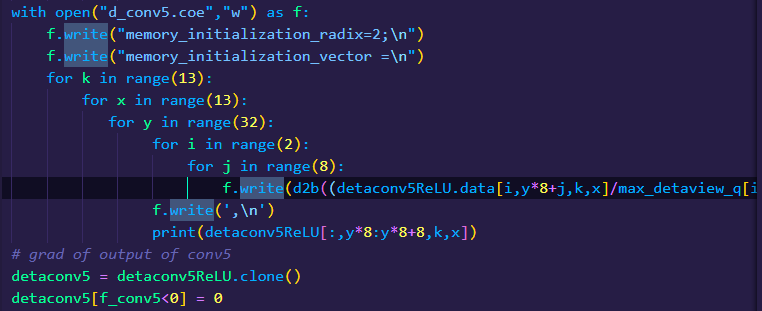 with open("d_conv5.coe","w") as f:
f.write("memory_initialization_radix=2;\n")
f.write("memory_initialization_vector =\n")
for k in range(13):
for x in range(13):
for y in range(32):
for i in range(2):
for j in range(8):
f.write(d2b((detaconv5ReLU.data[i,y*8+j,k,x]/max_detaview_q[i
f.write(',\n')
print(detaconv5ReLU[:,y*8:y*8+8,k,x])
# grad of output of conv5
detaconv5 = detaconv5ReLU.clone()
detaconv5[f_conv5<0] = 0